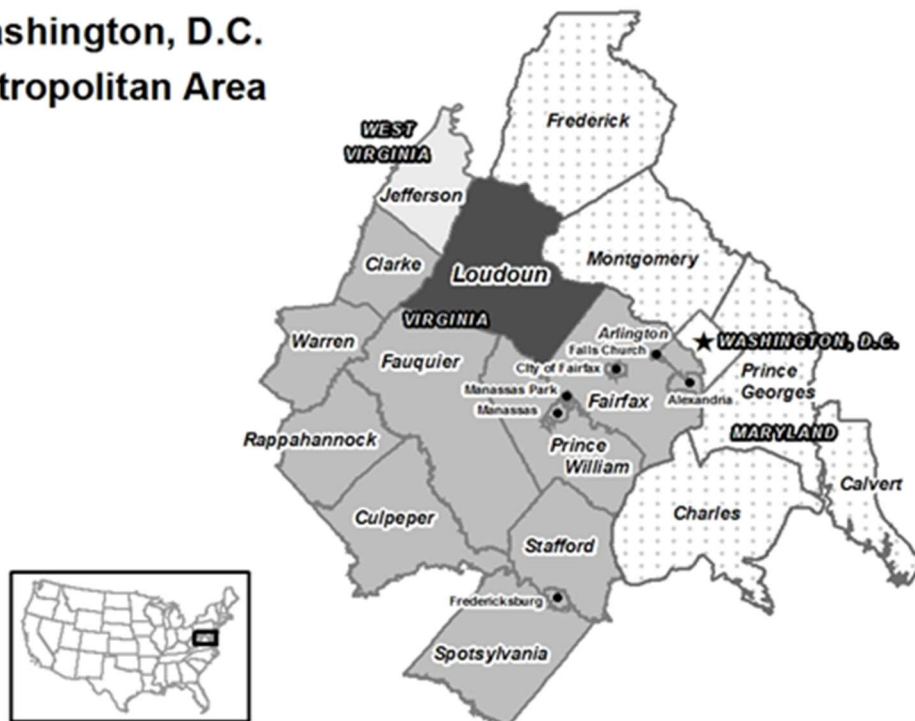 ashington, D.C.
tropolitan Area
Frederick
WEST
VIRGINIA
Jefferson
Montgomery
Clarke
Loudoun
VIRGINIA
Arlington
WASHINGTON, D.C.
Warren
Falls Church
Fauquier
City of Fairfax
Prince
Georges
Manassas Park
Fairfax
Alexandria
Manassas
MARYLAND
Rappahannock
Prince
William
Calvert
Charles
Culpeper
Stafford
Fredericksburg
Spotsylvania